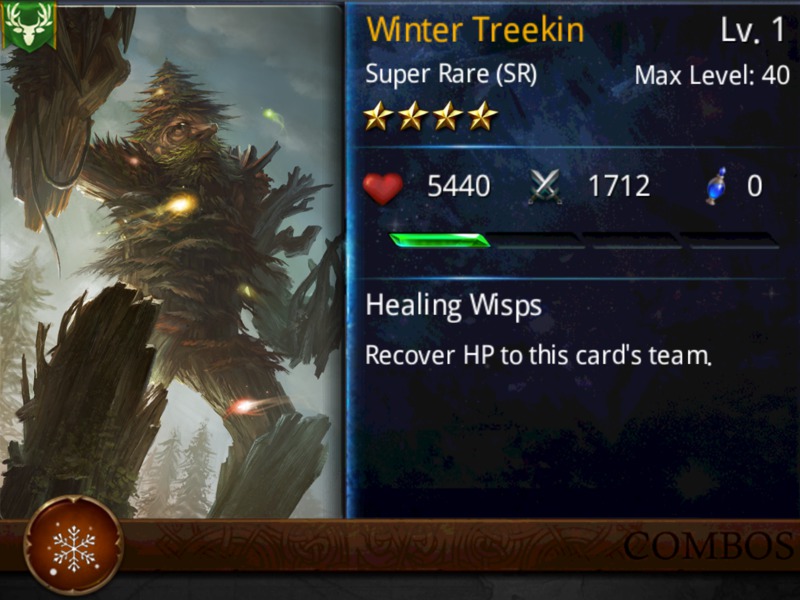 Winter Treekin Lv. 1
Super Rare (SR) Max Level: 40
5440 1712 0
Healing Wisps
Recover HP to this card's team.
COMBOS